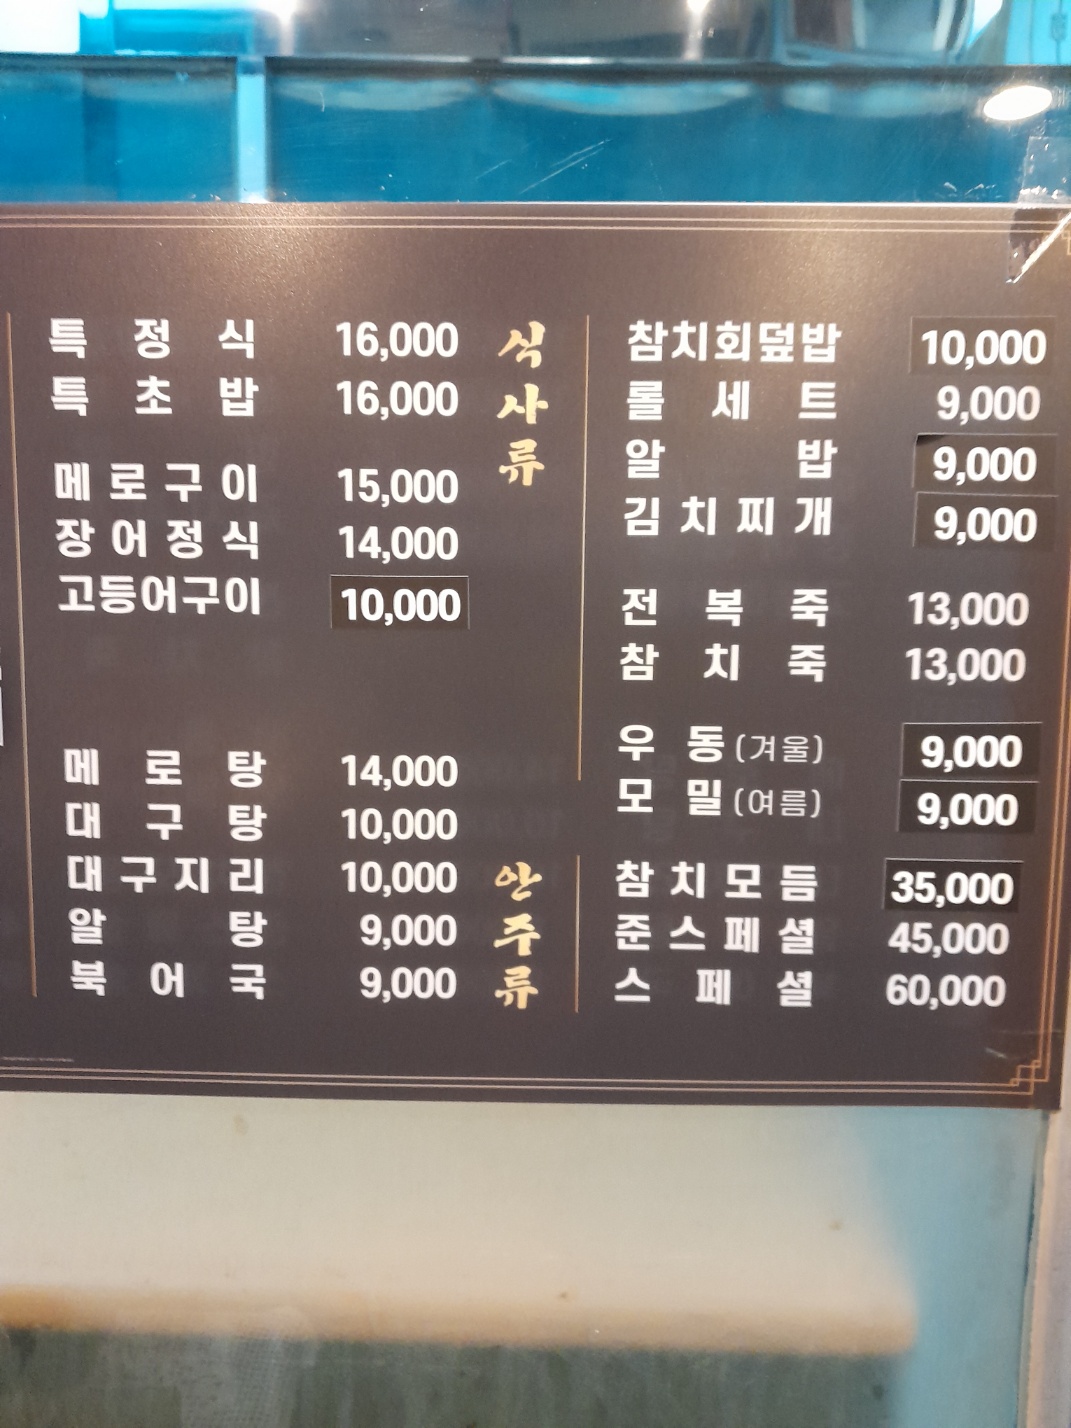 특정식 16,000
특초밥 16,000
메로구이 15,000
장어정식 14,000
고등어구이 10,000
메로탕 14,000
대구탕 10,000
대구지리 10,000
알탕 9,000
북어국 9,000
식사류
참치회덮밥 10,000
롤세트 9,000
알밥 9,000
김치찌개 9,000
전복죽 13,000
참치죽 13,000
우동(겨울) 9,000
모밀(여름) 9,000
안주류
참치모듬 35,000
준스페셜 45,000
스페셜 60,000